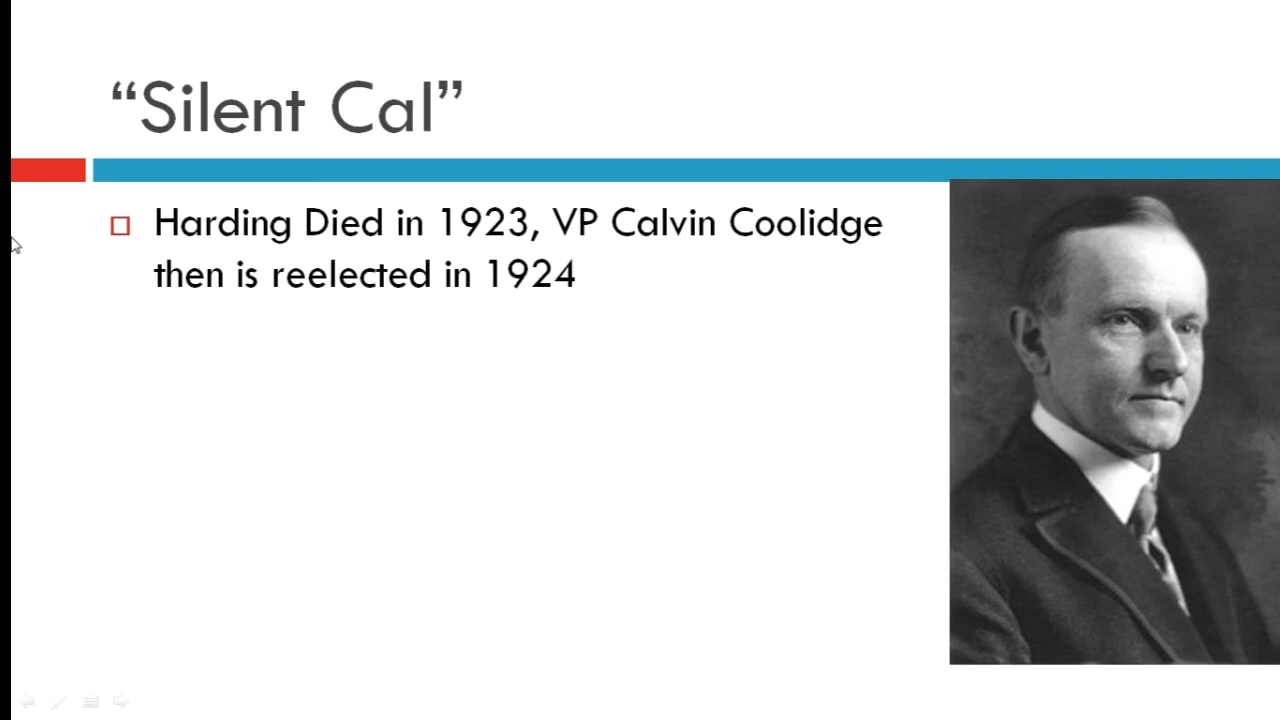 “Silent Cal”
Harding Died in 1923, VP Calvin Coolidge
then is reelected in 1924